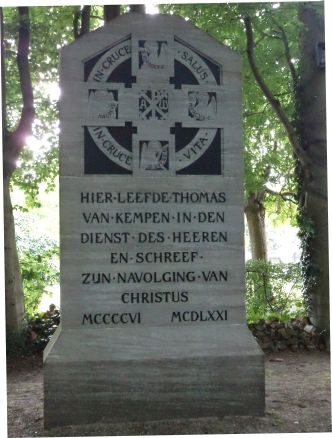 IN·CRUCE·SALUS·
IN·CRUCE·VITA·
HIER·LEEFDE·THOMAS
VAN·KEMPEN·IN·DEN
DIENST·DES·HEEREN
EN·SCHREEF·
ZIJN·NAVOLGING·VAN
CHRISTUS
MCCCCVI MCDLXXI